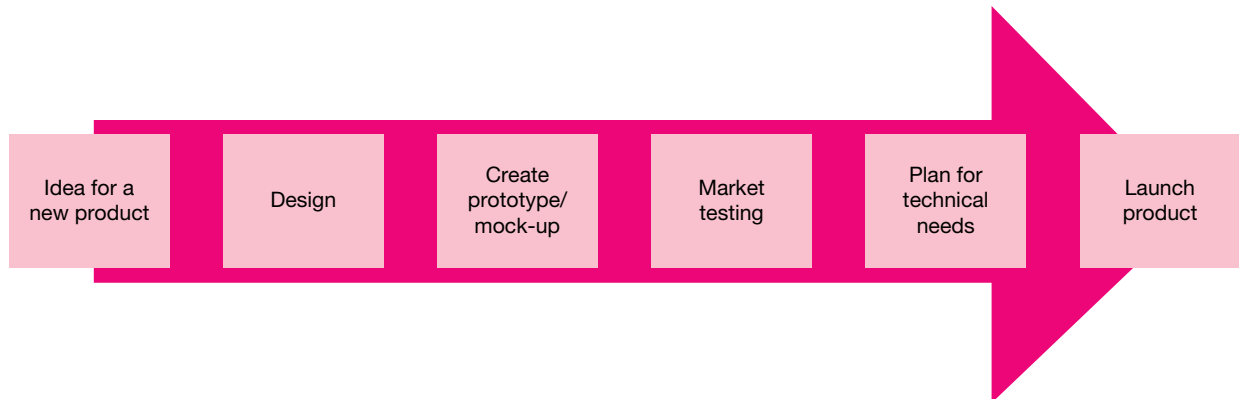 Idea for a
new product
Design
Create
prototype/
mock-up
Market
testing
Plan for
technical
needs
Launch
product